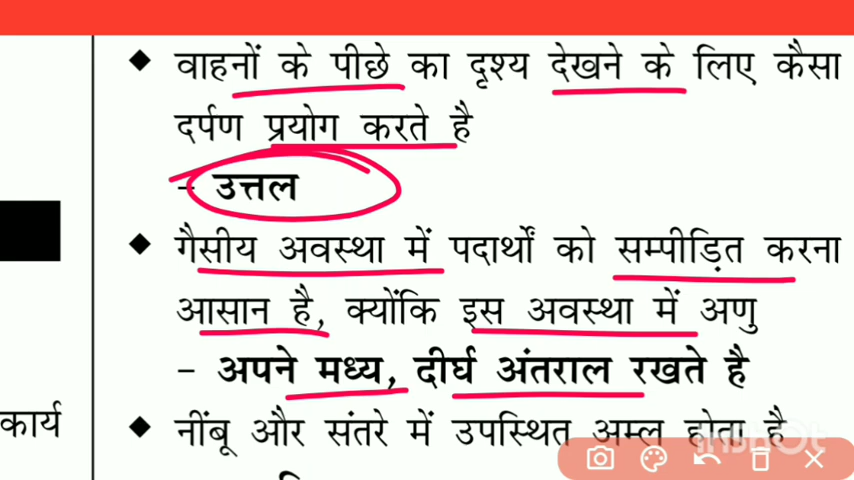 ◆ वाहनों के पीछे का दृश्य देखने के लिए कैसा
दर्पण प्रयोग करते है
– उत्तल
◆ गैसीय अवस्था में पदार्थों को सम्पीड़ित करना
आसान है, क्योंकि इस अवस्था में अणु
– अपने मध्य, दीर्घ अंतराल रखते है
कार्य
◆ नींबू और संतरे में उपस्थित अम्ल होता है